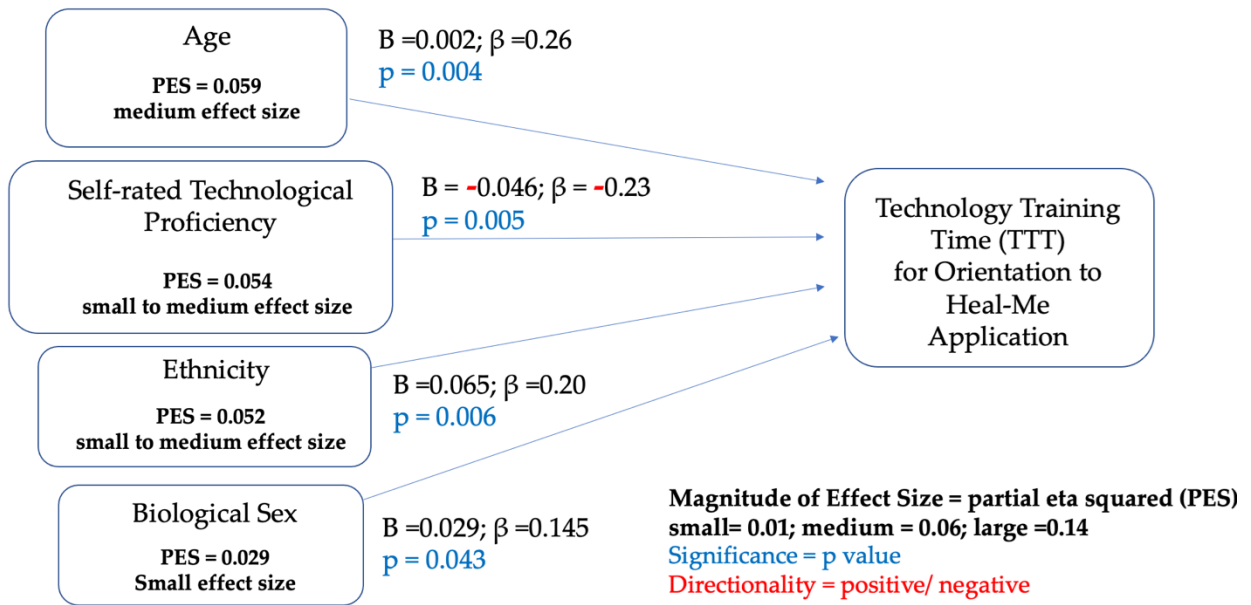 Age
PES = 0.059
medium effect size
B =0.002; β =0.26
p = 0.004
Self-rated Technological
Proficiency
PES = 0.054
small to medium effect size
B = -0.046; β = -0.23
p = 0.005
Ethnicity
PES = 0.052
small to medium effect size
B =0.065; β =0.20
p = 0.006
Biological Sex
PES = 0.029
Small effect size
B =0.029; β =0.145
p = 0.043
Technology Training
Time (TTT)
for Orientation to
Heal-Me
Application
Magnitude of Effect Size = partial eta squared (PES)
small= 0.01; medium = 0.06; large =0.14
Significance = p value
Directionality = positive/ negative